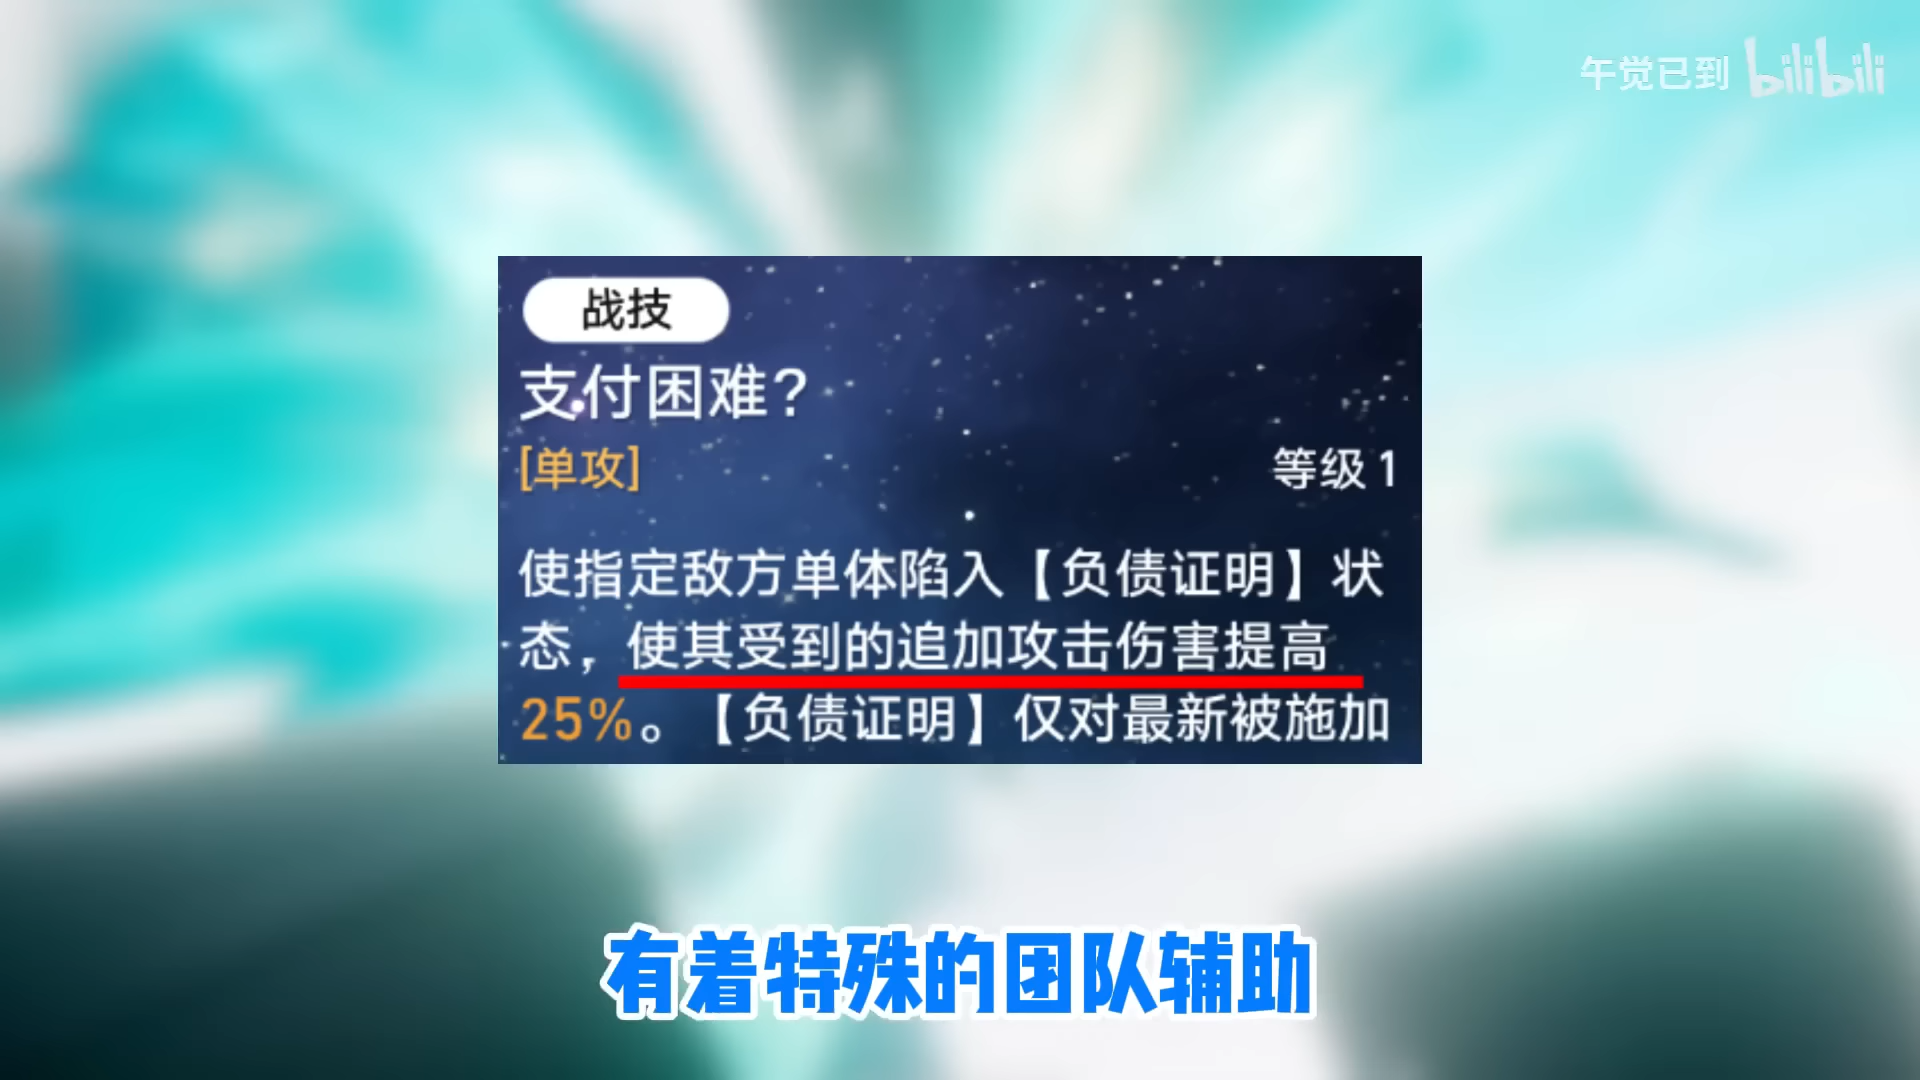 午觉已到 bilibili
战技
支付困难?
[单攻]
等级1
使指定敌方单体陷入【负债证明】状
态，使其受到的追加攻击伤害提高
25%。【负债证明】仅对最新被施加
有着特殊的团队辅助